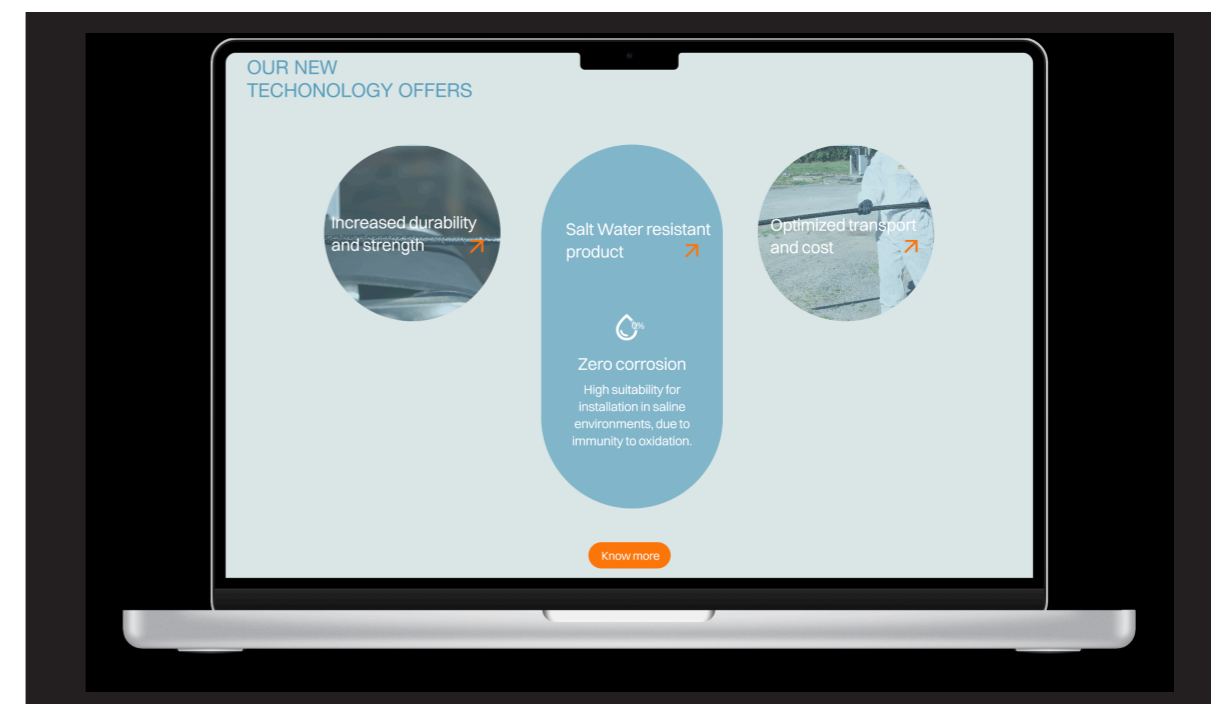 OUR NEW
TECHONOLOGY OFFERS
Increased durability
and strength
Salt Water resistant
product
0%
Zero corrosion
High suitability for
installation in saline
environments, due to
immunity to oxidation.
Optimized transport
and cost
Know more